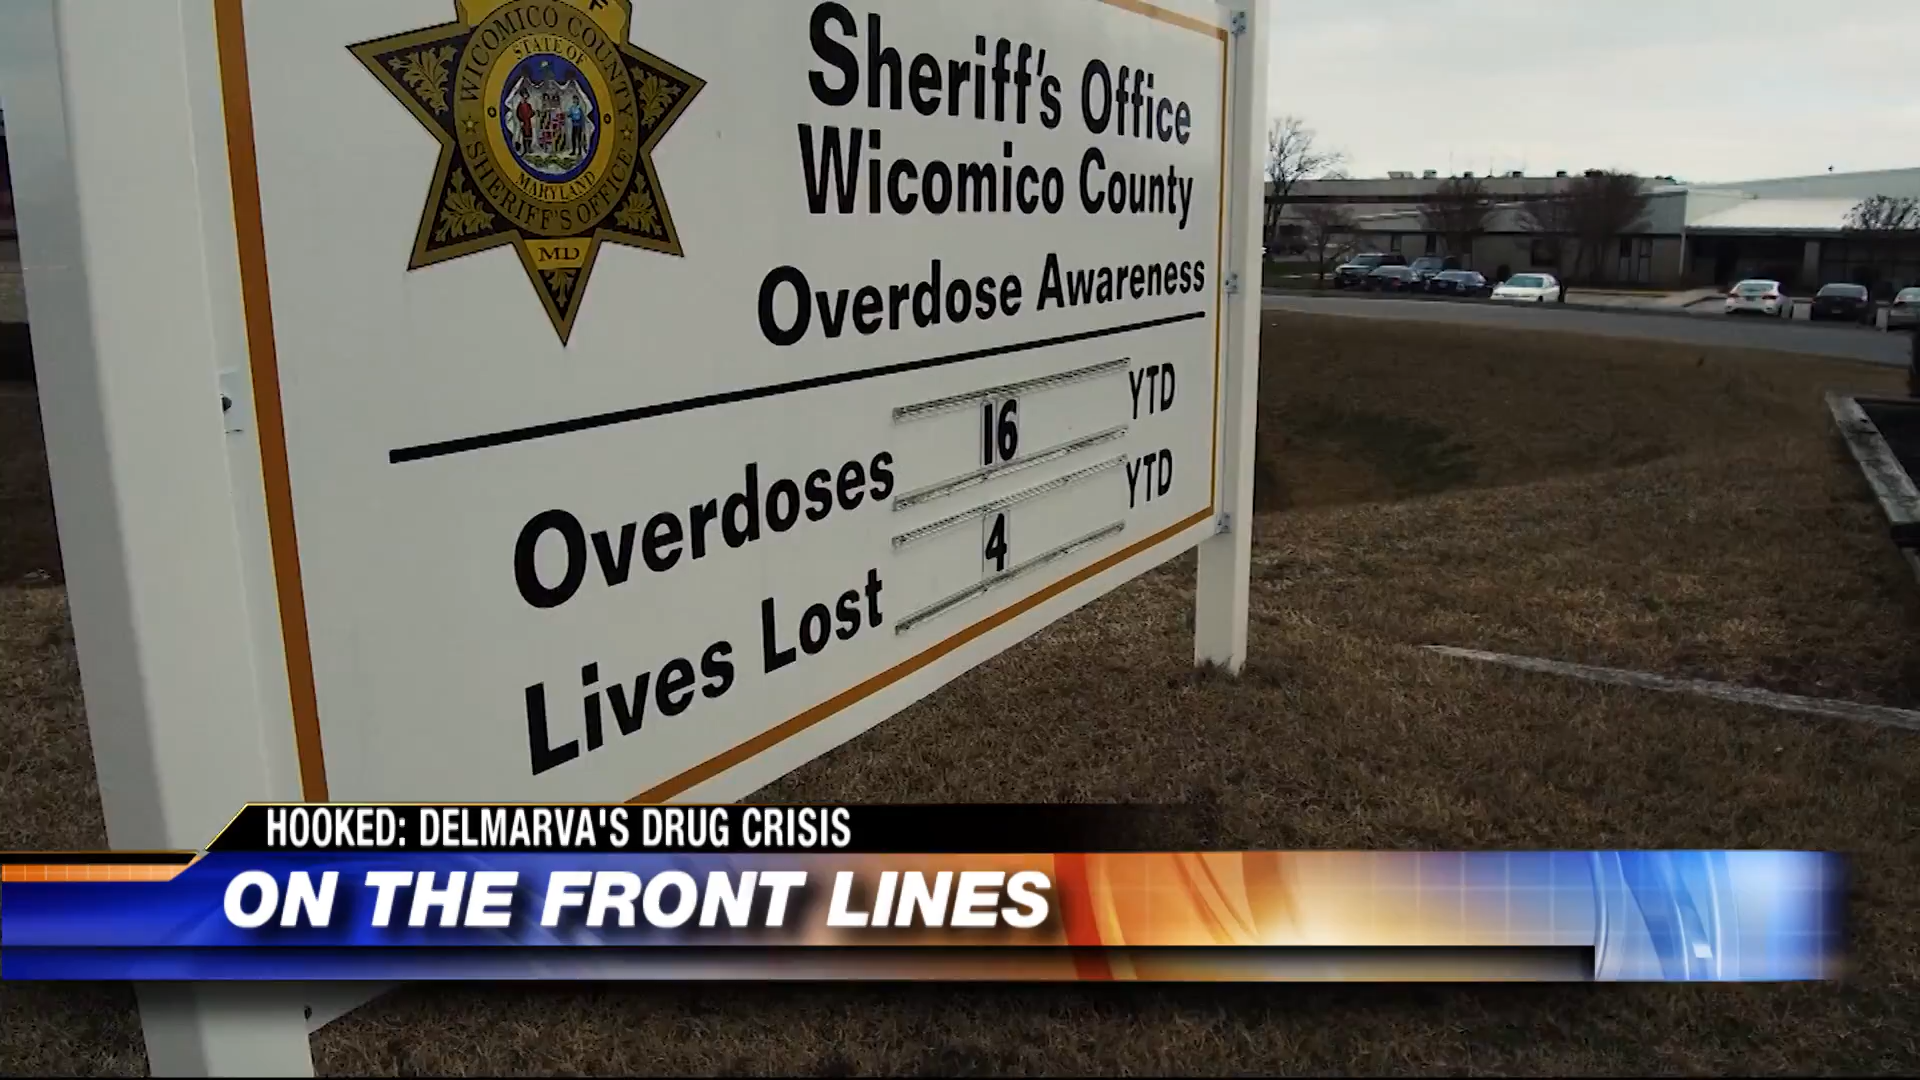 WICOMICO COUNTY
STATE OF
MARYLAND
SHERIFF'S OFFICE
MD
Sheriff's Office
Wicomico County
Overdose Awareness
Overdoses 16 YTD
Lives Lost 4 YTD
HOOKED: DELMARVA'S DRUG CRISIS
ON THE FRONT LINES